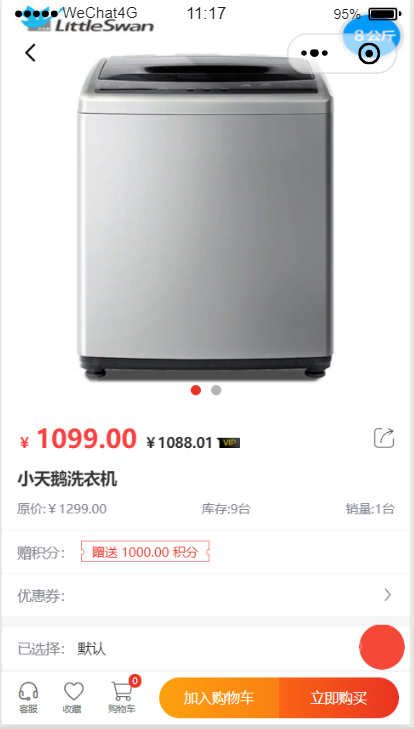 WeChat4G 11:17 95%
LittleSwan
8公斤
¥ 1099.00 ¥1088.01 VIP
小天鹅洗衣机
原价:¥1299.00 库存:9台 销量:1台
赠积分: 赠送 1000.00 积分
优惠券:
已选择: 默认
0
客服 收藏 购物车 加入购物车 立即购买